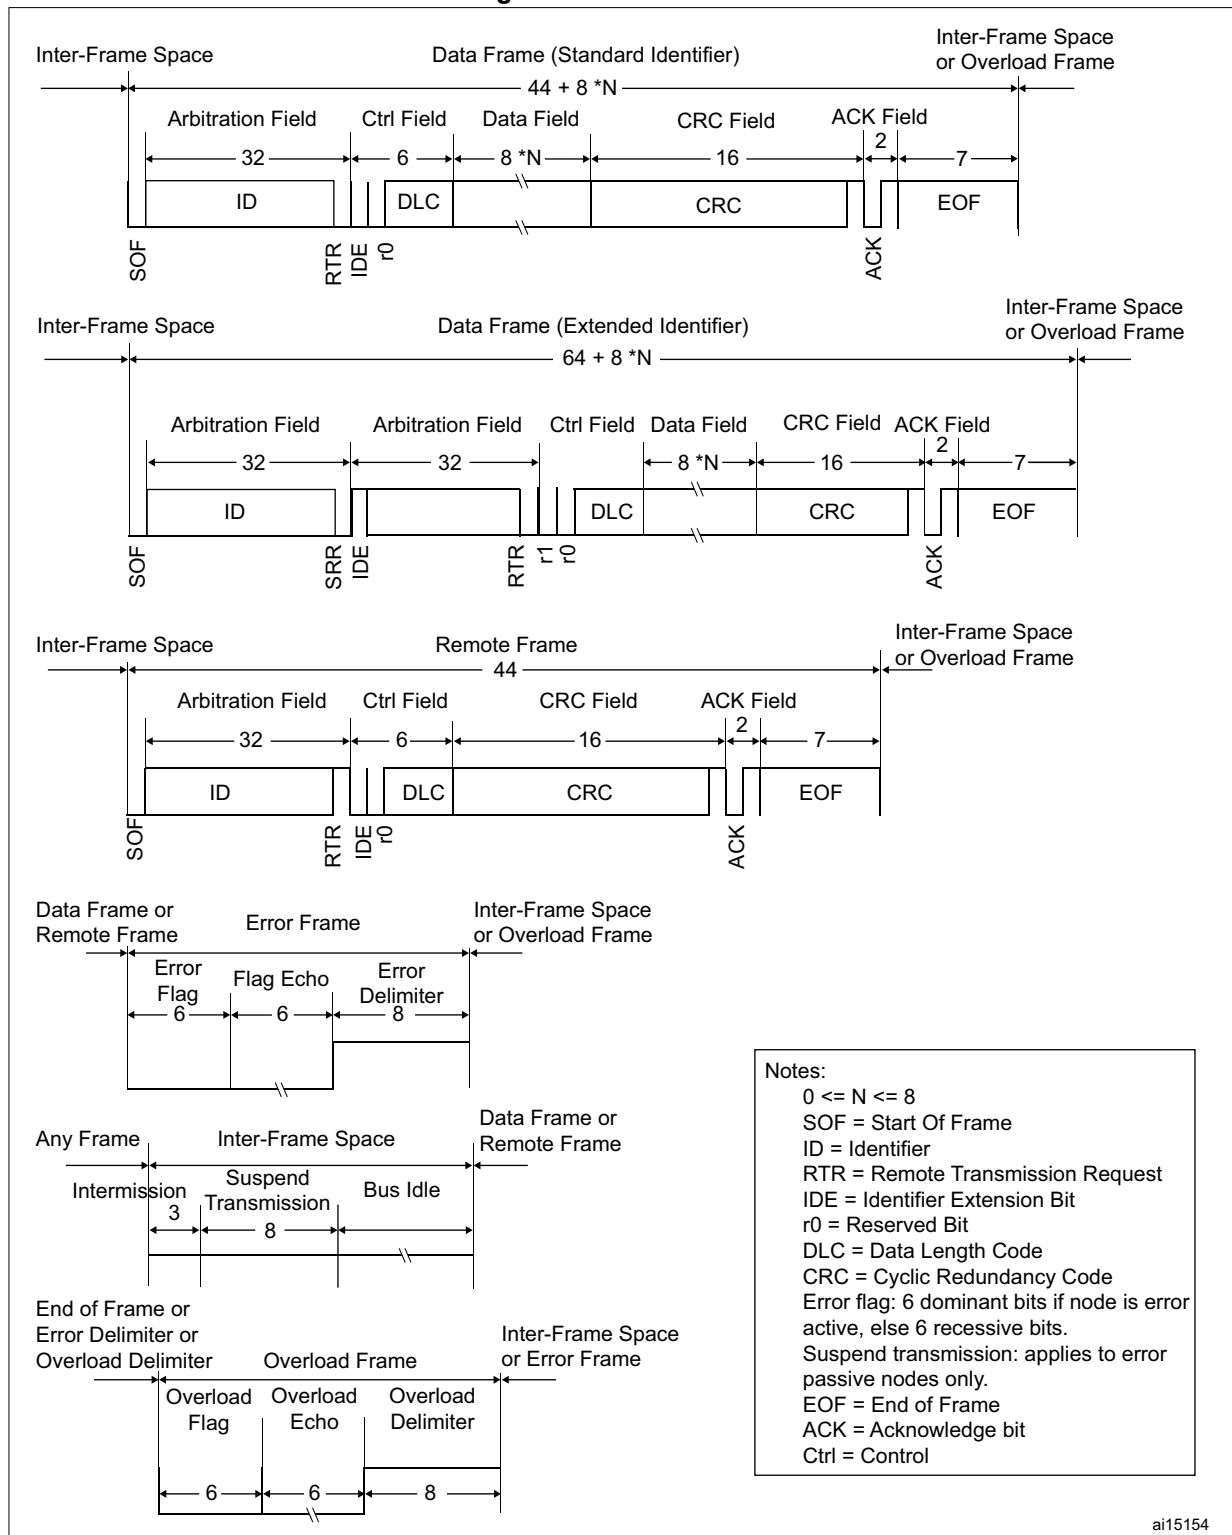 Inter-Frame Space
Data Frame (Standard Identifier)
Inter-Frame Space
or Overload Frame
44 + 8 *N
Arbitration Field
Ctrl Field
Data Field
CRC Field
ACK Field
32
6
8 *N
16
2
7
ID
DLC
CRC
EOF
SOF
RTR
IDE
r0
ACK
Inter-Frame Space
Data Frame (Extended Identifier)
Inter-Frame Space
or Overload Frame
64 + 8 *N
Arbitration Field
Arbitration Field
Ctrl Field
Data Field
CRC Field
ACK Field
32
32
8 *N
16
2
7
ID
DLC
CRC
EOF
SOF
SRR
IDE
RTR
r1
r0
ACK
Inter-Frame Space
Remote Frame
Inter-Frame Space
or Overload Frame
44
Arbitration Field
Ctrl Field
CRC Field
ACK Field
32
6
16
2
7
ID
DLC
CRC
EOF
SOF
RTR
IDE
r0
ACK
Data Frame or
Remote Frame
Error Frame
Inter-Frame Space
or Overload Frame
Error
Flag
Flag Echo
Error
Delimiter
6
6
8
Any Frame
Inter-Frame Space
Data Frame or
Remote Frame
Intermission
3
Suspend
Transmission
8
Bus Idle
End of Frame or
Error Delimiter or
Overload Delimiter
Overload Frame
Inter-Frame Space
or Error Frame
Overload
Flag
Overload
Echo
Overload
Delimiter
6
6
8
Notes:
0 <= N <= 8
SOF = Start Of Frame
ID = Identifier
RTR = Remote Transmission Request
IDE = Identifier Extension Bit
r0 = Reserved Bit
DLC = Data Length Code
CRC = Cyclic Redundancy Code
Error flag: 6 dominant bits if node is error
active, else 6 recessive bits.
Suspend transmission: applies to error
passive nodes only.
EOF = End of Frame
ACK = Acknowledge bit
Ctrl = Control
ai15154